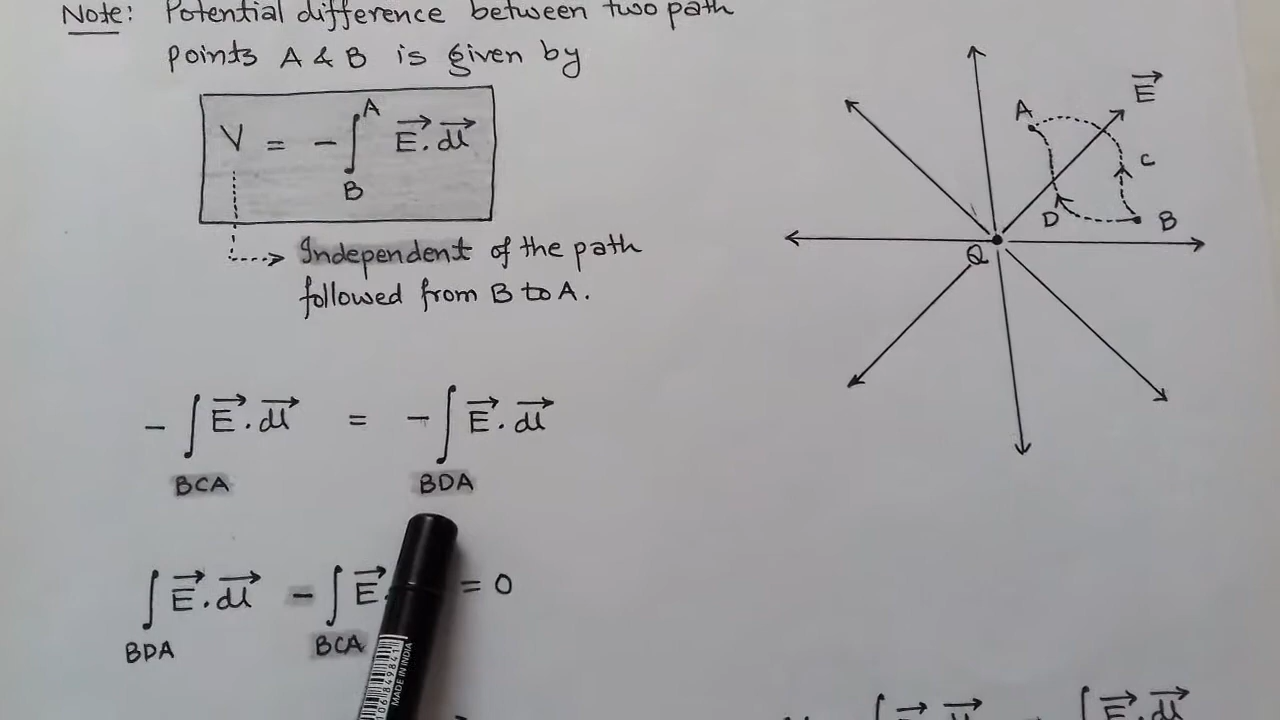 Note: Potential difference between two path
points A & B is given by
V = - ∫_B^A E⃗ . dl⃗
Independent of the path
followed from B to A.
- ∫_BCA E⃗ . dl⃗ = - ∫_BDA E⃗ . dl⃗
∫_BDA E⃗ . dl⃗ - ∫_BCA E⃗ . = 0
A
E⃗
C
D
B
Q
MADE IN INDIA